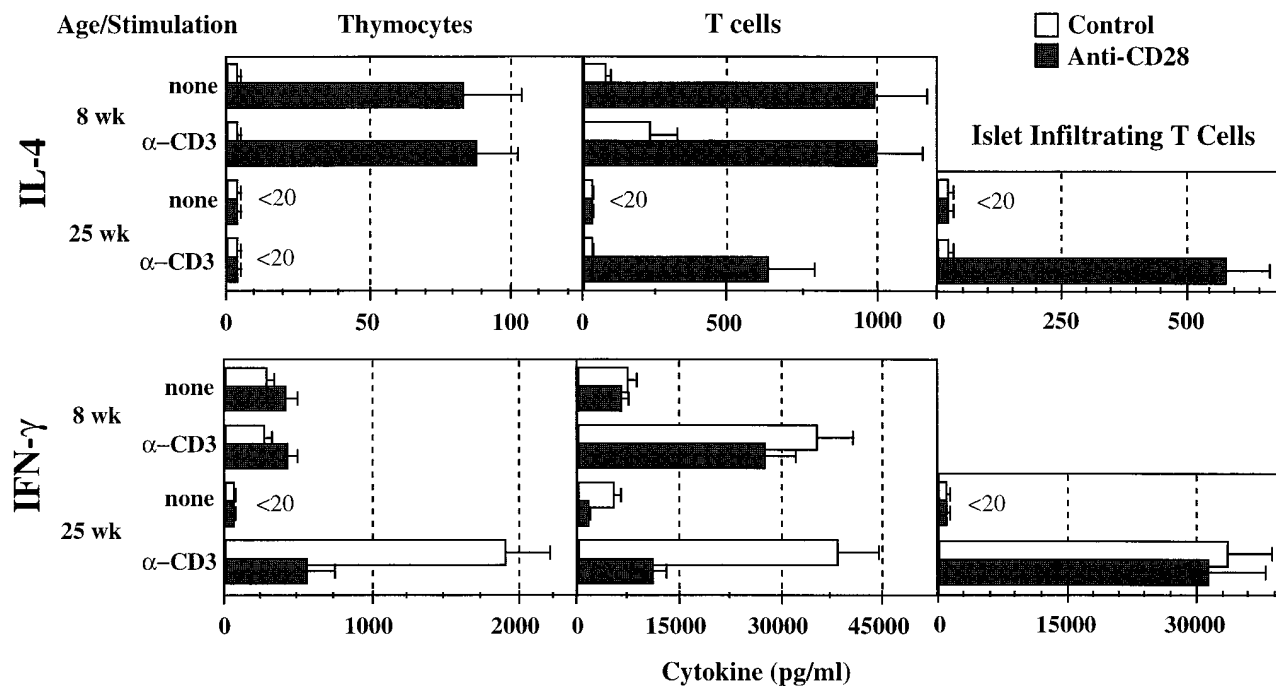 Age/Stimulation Thymocytes T cells
Control
Anti-CD28
Islet Infiltrating T Cells
IL-4
8 wk
none
α–CD3
25 wk
none <20 <20 <20
α–CD3 <20
0 50 100 0 500 1000 0 250 500
IFN-γ
8 wk
none
α–CD3
25 wk
none <20 <20
α–CD3
0 1000 2000 0 15000 30000 45000 0 15000 30000
Cytokine (pg/ml)